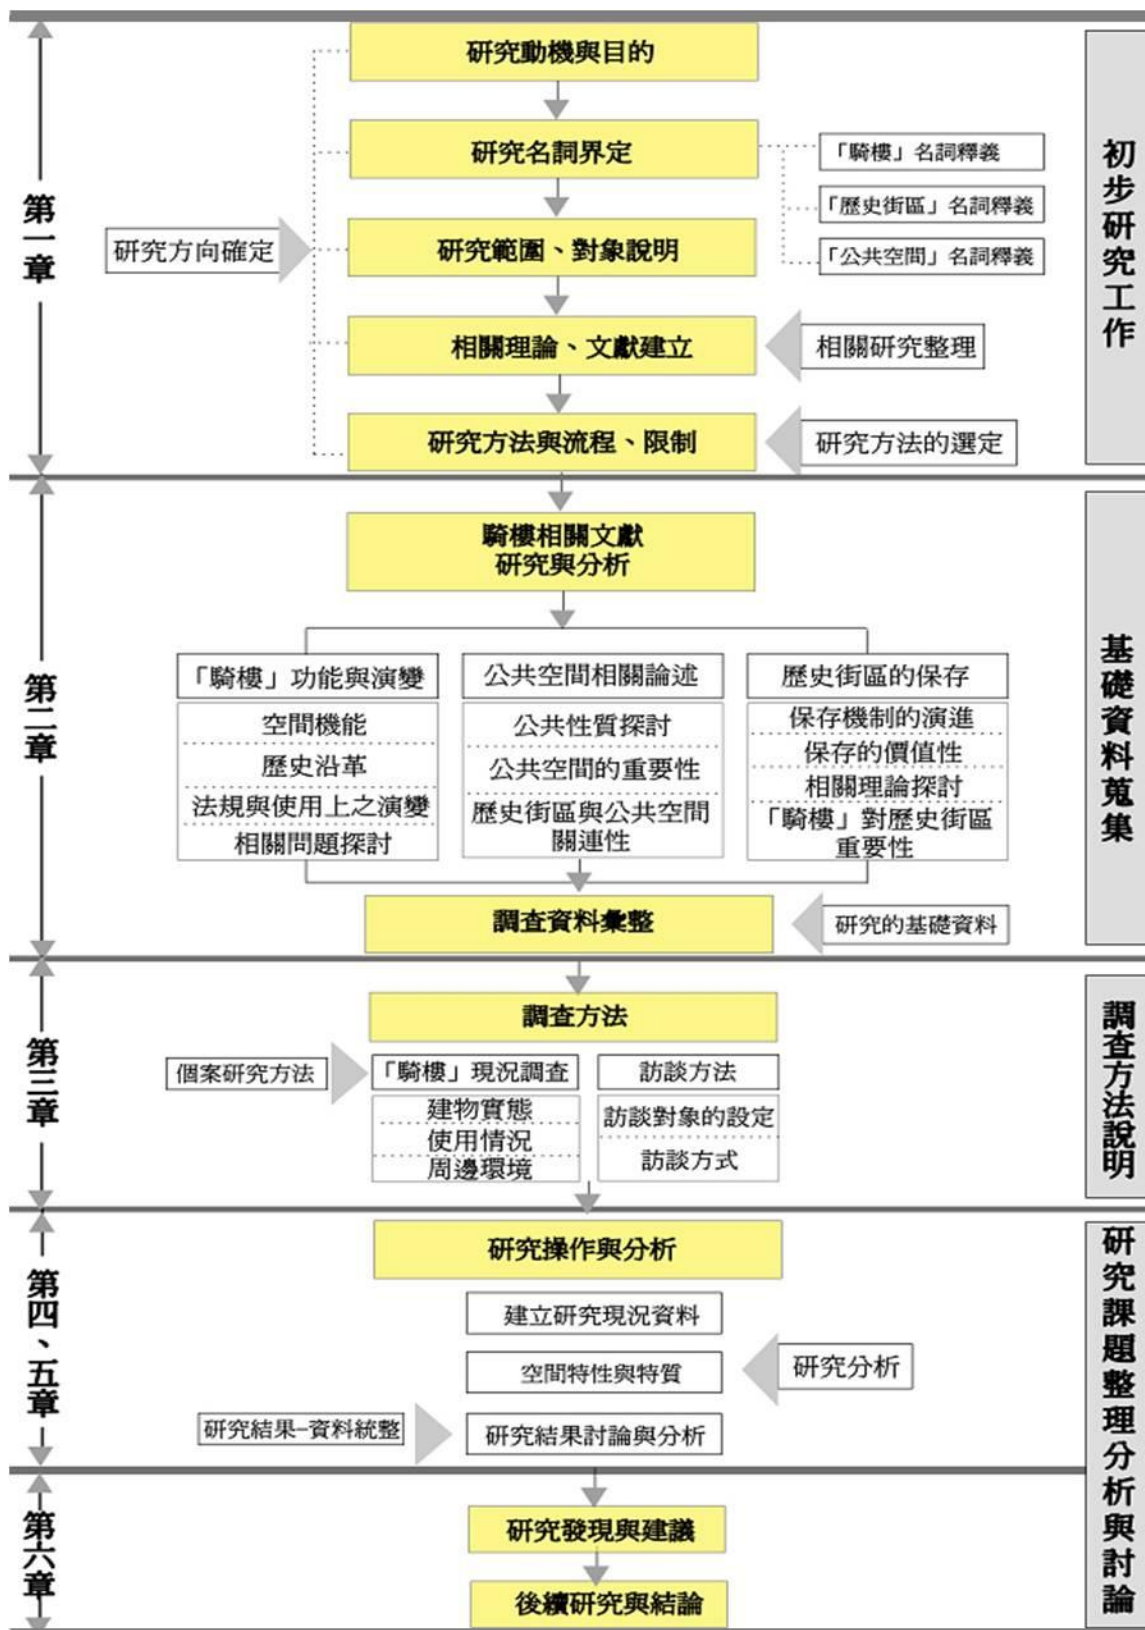 第一章
初步研究工作
研究動機與目的
研究名詞界定
「騎樓」名詞釋義
「歷史街區」名詞釋義
「公共空間」名詞釋義
研究方向確定
研究範圍、對象說明
相關理論、文獻建立
相關研究整理
研究方法與流程、限制
研究方法的選定
第二章
基礎資料蒐集
騎樓相關文獻
研究與分析
「騎樓」功能與演變
空間機能
歷史沿革
法規與使用上之演變
相關問題探討
公共空間相關論述
公共性質探討
公共空間的重要性
歷史街區與公共空間
關連性
歷史街區的保存
保存機制的演進
保存的價值性
相關理論探討
「騎樓」對歷史街區
重要性
調查資料彙整
研究的基礎資料
第三章
調查方法說明
調查方法
個案研究方法
「騎樓」現況調查
建物實態
使用情況
周邊環境
訪談方法
訪談對象的設定
訪談方式
第四、五章
研究課題整理分析與討論
研究操作與分析
建立研究現況資料
空間特性與特質
研究分析
研究結果-資料統整
研究結果討論與分析
第六章
研究發現與建議
後續研究與結論